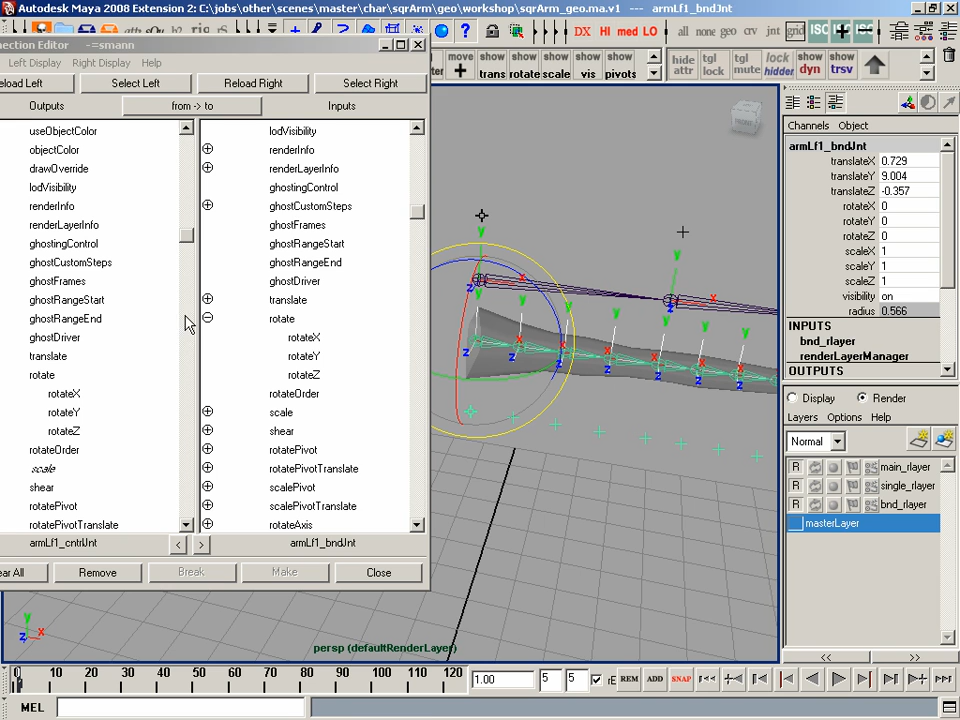 Autodesk Maya 2008 Extension 2: C:\jobs\other\scenes\master\char\sqrArm\geo\workshop\sqrArm_geo.ma.v1 --- armLf1_bndJnt
nection Editor -=smann
Left Display Right Display Help
eload Left Select Left Reload Right Select Right
Outputs from -> to Inputs
useObjectColor
objectColor
drawOverride
lodVisibility
renderInfo
renderLayerInfo
ghostingControl
ghostCustomSteps
ghostFrames
ghostRangeStart
ghostRangeEnd
ghostDriver
translate
rotate
rotateX
rotateY
rotateZ
rotateOrder
scale
shear
rotatePivot
rotatePivotTranslate
armLf1_cntrlJnt
lodVisibility
renderInfo
renderLayerInfo
ghostingControl
ghostCustomSteps
ghostFrames
ghostRangeStart
ghostRangeEnd
ghostDriver
translate
rotate
rotateX
rotateY
rotateZ
rotateOrder
scale
shear
rotatePivot
rotatePivotTranslate
scalePivot
scalePivotTranslate
rotateAxis
armLf1_bndJnt
< >
ear All Remove Break Make Close
DX HI med LO all none geo crv jnt grid ISC ISC
move + show trans show rotate show scale show vis show pivots hide attr tgl lock tgl mute lock hidden show dyn show trsv
FRONT
persp (defaultRenderLayer)
Channels Object
armLf1_bndJnt
translateX 0.729
translateY 9.004
translateZ -0.357
rotateX 0
rotateY 0
rotateZ 0
scaleX 1
scaleY 1
scaleZ 1
visibility on
radius 0.566
INPUTS
bnd_rlayer
renderLayerManager
OUTPUTS
Display Render
Layers Options Help
Normal
R main_rlayer
R single_rlayer
R bnd_rlayer
masterLayer
<< >>
0 10 20 30 40 50 60 70 80 90 100 110 120 1.00 5 5 rE REM ADD SNAP
MEL